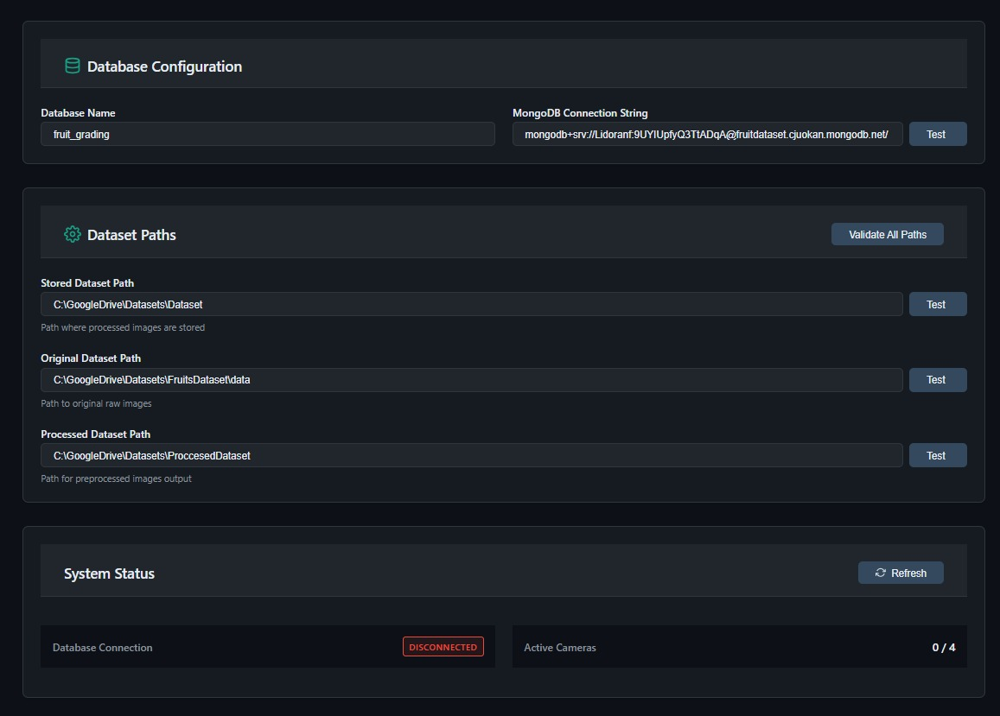 Database Configuration
Database Name
MongoDB Connection String
fruit_grading
mongodb+srv://Lidoranf:9UYIUpfyQ3TtADqA@fruitdataset.cjuokan.mongodb.net/
Test
Dataset Paths
Validate All Paths
Stored Dataset Path
C:\GoogleDrive\Datasets\Dataset
Test
Path where processed images are stored
Original Dataset Path
C:\GoogleDrive\Datasets\FruitsDataset\data
Test
Path to original raw images
Processed Dataset Path
C:\GoogleDrive\Datasets\ProccesedDataset
Test
Path for preprocessed images output
System Status
Refresh
Database Connection
DISCONNECTED
Active Cameras
0 / 4